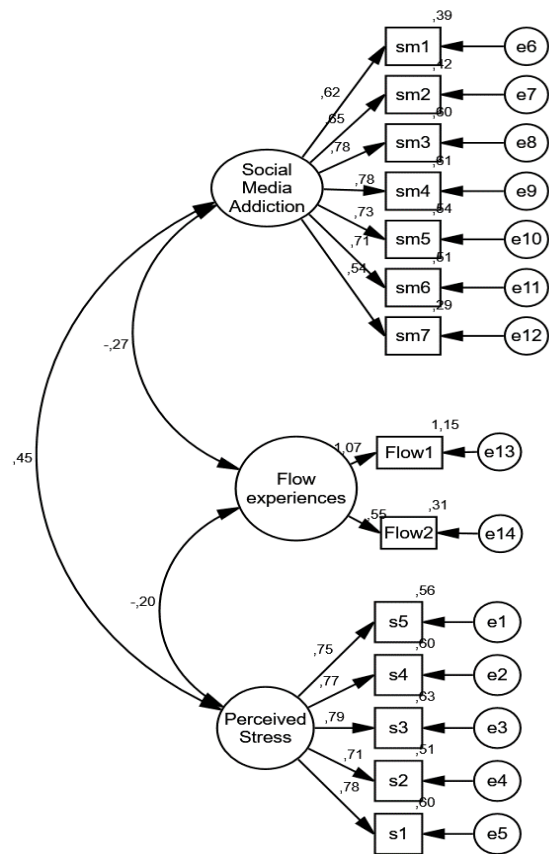 ,39
sm1
e6
,62
,42
sm2
e7
,65
,60
sm3
e8
,78
,61
Social
Media
Addiction
,78
sm4
e9
,54
,73
sm5
e10
,51
,71
sm6
e11
,29
,54
sm7
e12
-,27
,45
1,15
1,07
Flow1
e13
Flow
experiences
,31
,55
Flow2
e14
-,20
,56
s5
e1
,75
,60
s4
e2
,77
,63
Perceived
Stress
,79
s3
e3
,51
,71
s2
e4
,60
,78
s1
e5